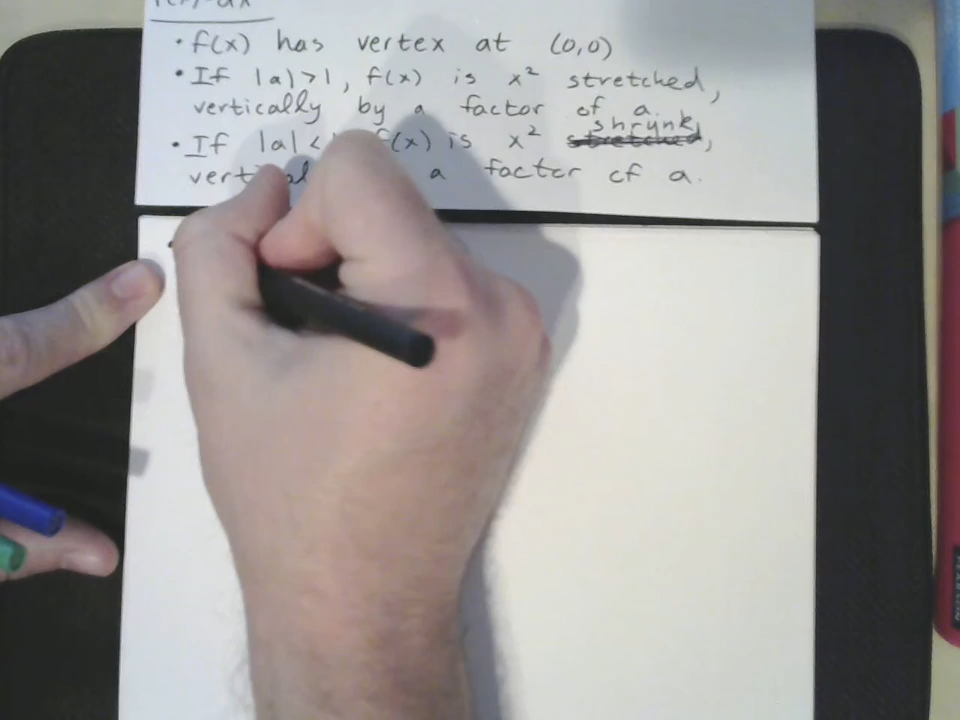 • f(x) has vertex at (0,0)
• If |a|>1, f(x) is x² stretched,
vertically by a factor of a.
shrunk
• If |a|< f(x) is x² stretched,
a factor of a.